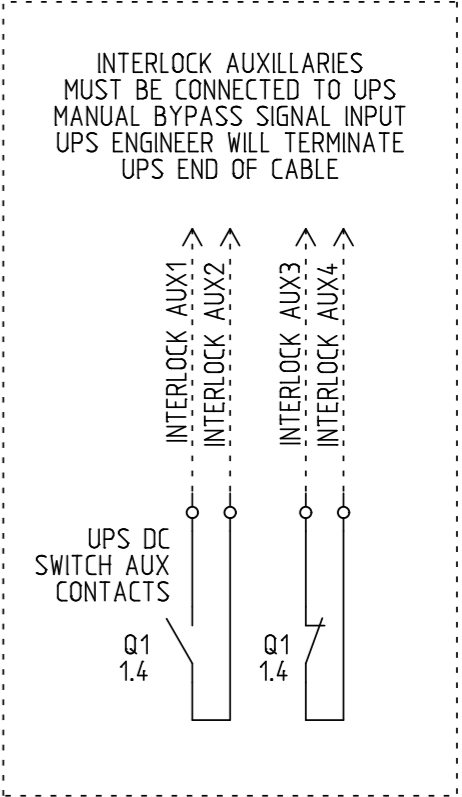 INTERLOCK AUXILLARIES
MUST BE CONNECTED TO UPS
MANUAL BYPASS SIGNAL INPUT
UPS ENGINEER WILL TERMINATE
UPS END OF CABLE
INTERLOCK AUX1
INTERLOCK AUX2
INTERLOCK AUX3
INTERLOCK AUX4
UPS DC
SWITCH AUX
CONTACTS
Q1
1.4
Q1
1.4